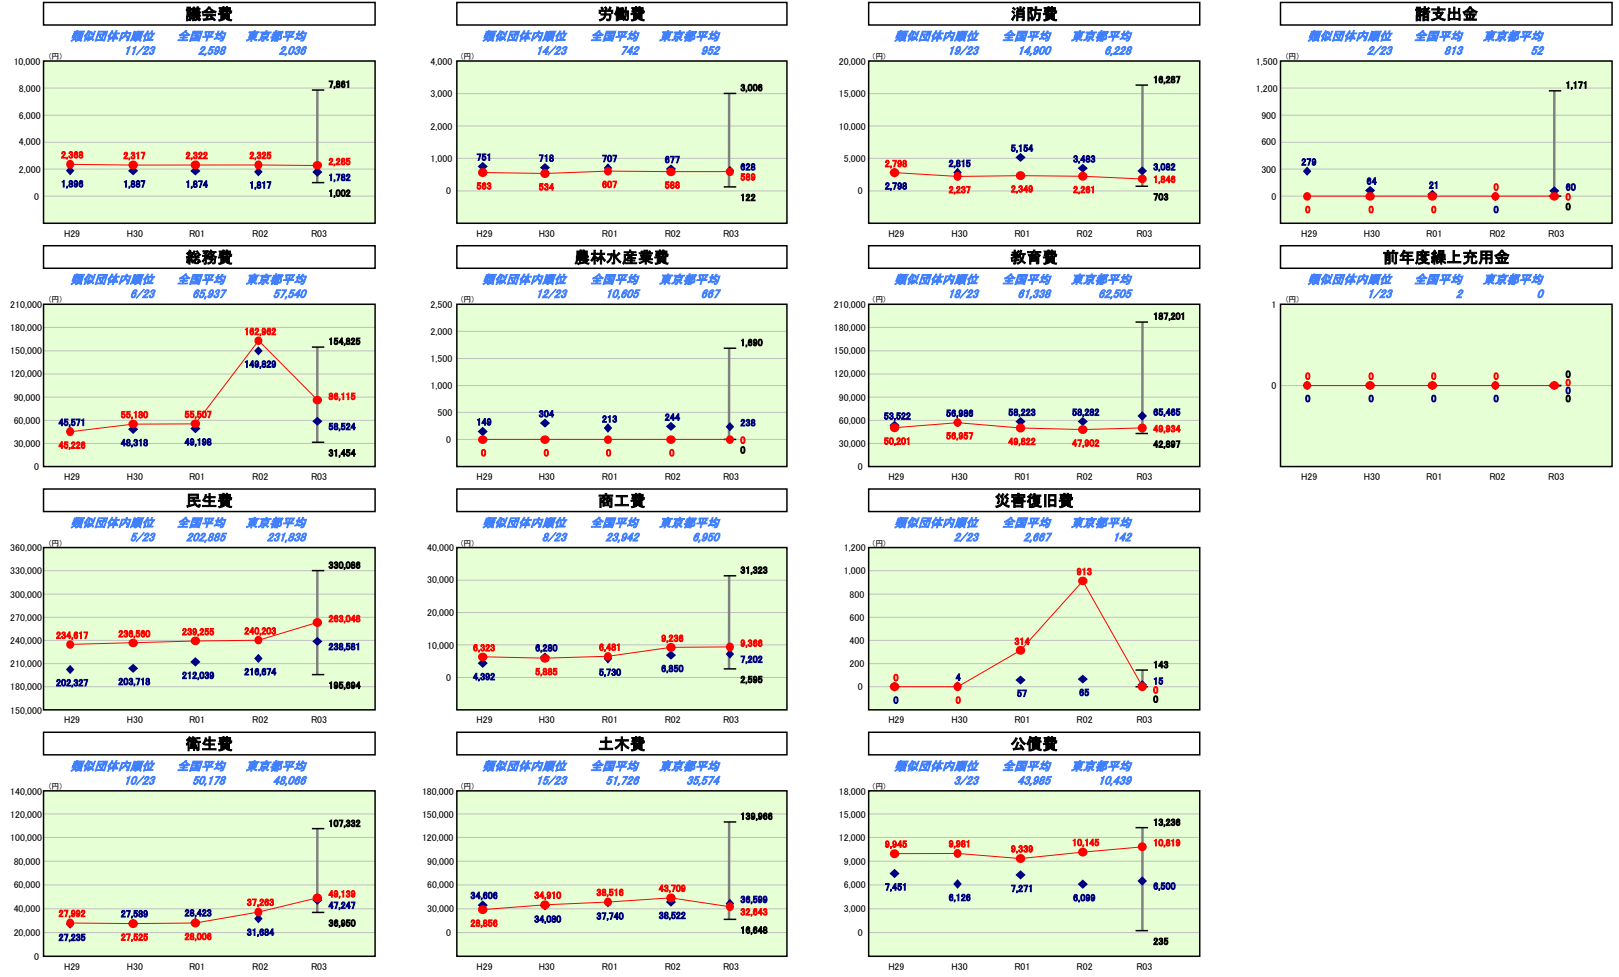 議会費
類似団体内順位 全国平均 東京都平均
11/23 2,598 2,036
(円)
10,000
8,000
6,000
4,000
2,000
0
7,861
2,368 2,317 2,322 2,325 2,285
1,896 1,887 1,874 1,817 1,782
1,002
H29 H30 R01 R02 R03
労働費
類似団体内順位 全国平均 東京都平均
14/23 742 952
(円)
4,000
3,000
2,000
1,000
0
3,006
751 718 707 677 628
563 534 607 588 589
122
H29 H30 R01 R02 R03
消防費
類似団体内順位 全国平均 東京都平均
19/23 14,900 6,228
(円)
20,000
15,000
10,000
5,000
0
16,287
2,798 2,815 5,154 3,483 3,082
2,798 2,237 2,349 2,261 1,846
703
H29 H30 R01 R02 R03
諸支出金
類似団体内順位 全国平均 東京都平均
2/23 813 52
(円)
1,500
1,200
900
600
300
0
1,171
279 64 21 0 60
0 0 0 0 0
0
H29 H30 R01 R02 R03
総務費
類似団体内順位 全国平均 東京都平均
6/23 65,937 57,540
(円)
210,000
180,000
150,000
120,000
90,000
60,000
30,000
0
154,825
45,571 55,180 55,507 162,962 86,115
45,226 48,318 49,196 149,829 58,524
31,454
H29 H30 R01 R02 R03
農林水産業費
類似団体内順位 全国平均 東京都平均
12/23 10,605 667
(円)
2,500
2,000
1,500
1,000
500
0
1,690
149 304 213 244 238
0 0 0 0 0
0
H29 H30 R01 R02 R03
教育費
類似団体内順位 全国平均 東京都平均
18/23 61,338 62,505
(円)
210,000
180,000
150,000
120,000
90,000
60,000
30,000
0
187,201
53,522 56,986 58,223 58,282 65,465
50,201 56,957 49,822 47,902 49,934
42,897
H29 H30 R01 R02 R03
前年度繰上充用金
類似団体内順位 全国平均 東京都平均
1/23 2 0
(円)
1
0
0
0 0 0 0 0
0 0 0 0 0
0
H29 H30 R01 R02 R03
民生費
類似団体内順位 全国平均 東京都平均
5/23 202,885 231,838
(円)
360,000
330,000
300,000
270,000
240,000
210,000
180,000
150,000
330,086
234,617 236,560 239,255 240,203 263,048
202,327 203,718 212,039 216,674 238,581
195,694
H29 H30 R01 R02 R03
商工費
類似団体内順位 全国平均 東京都平均
8/23 23,942 6,950
(円)
40,000
30,000
20,000
10,000
0
31,323
6,323 6,280 6,481 9,236 9,366
4,392 5,885 5,730 6,850 7,202
2,595
H29 H30 R01 R02 R03
災害復旧費
類似団体内順位 全国平均 東京都平均
2/23 2,667 142
(円)
1,200
1,000
800
600
400
200
0
143
0 4 314 913 15
0 0 57 65 0
0
H29 H30 R01 R02 R03
衛生費
類似団体内順位 全国平均 東京都平均
10/23 50,178 48,066
(円)
140,000
120,000
100,000
80,000
60,000
40,000
20,000
0
107,332
27,992 27,589 28,423 37,263 49,139
27,235 27,525 28,006 31,684 47,247
36,950
H29 H30 R01 R02 R03
土木費
類似団体内順位 全国平均 東京都平均
15/23 51,726 35,574
(円)
180,000
150,000
120,000
90,000
60,000
30,000
0
139,966
34,606 34,910 38,516 43,709 36,599
28,856 34,080 37,740 38,522 32,643
16,648
H29 H30 R01 R02 R03
公債費
類似団体内順位 全国平均 東京都平均
3/23 43,985 10,439
(円)
18,000
15,000
12,000
9,000
6,000
3,000
0
13,236
9,945 9,981 9,339 10,145 10,819
7,451 6,126 7,271 6,099 6,500
235
H29 H30 R01 R02 R03